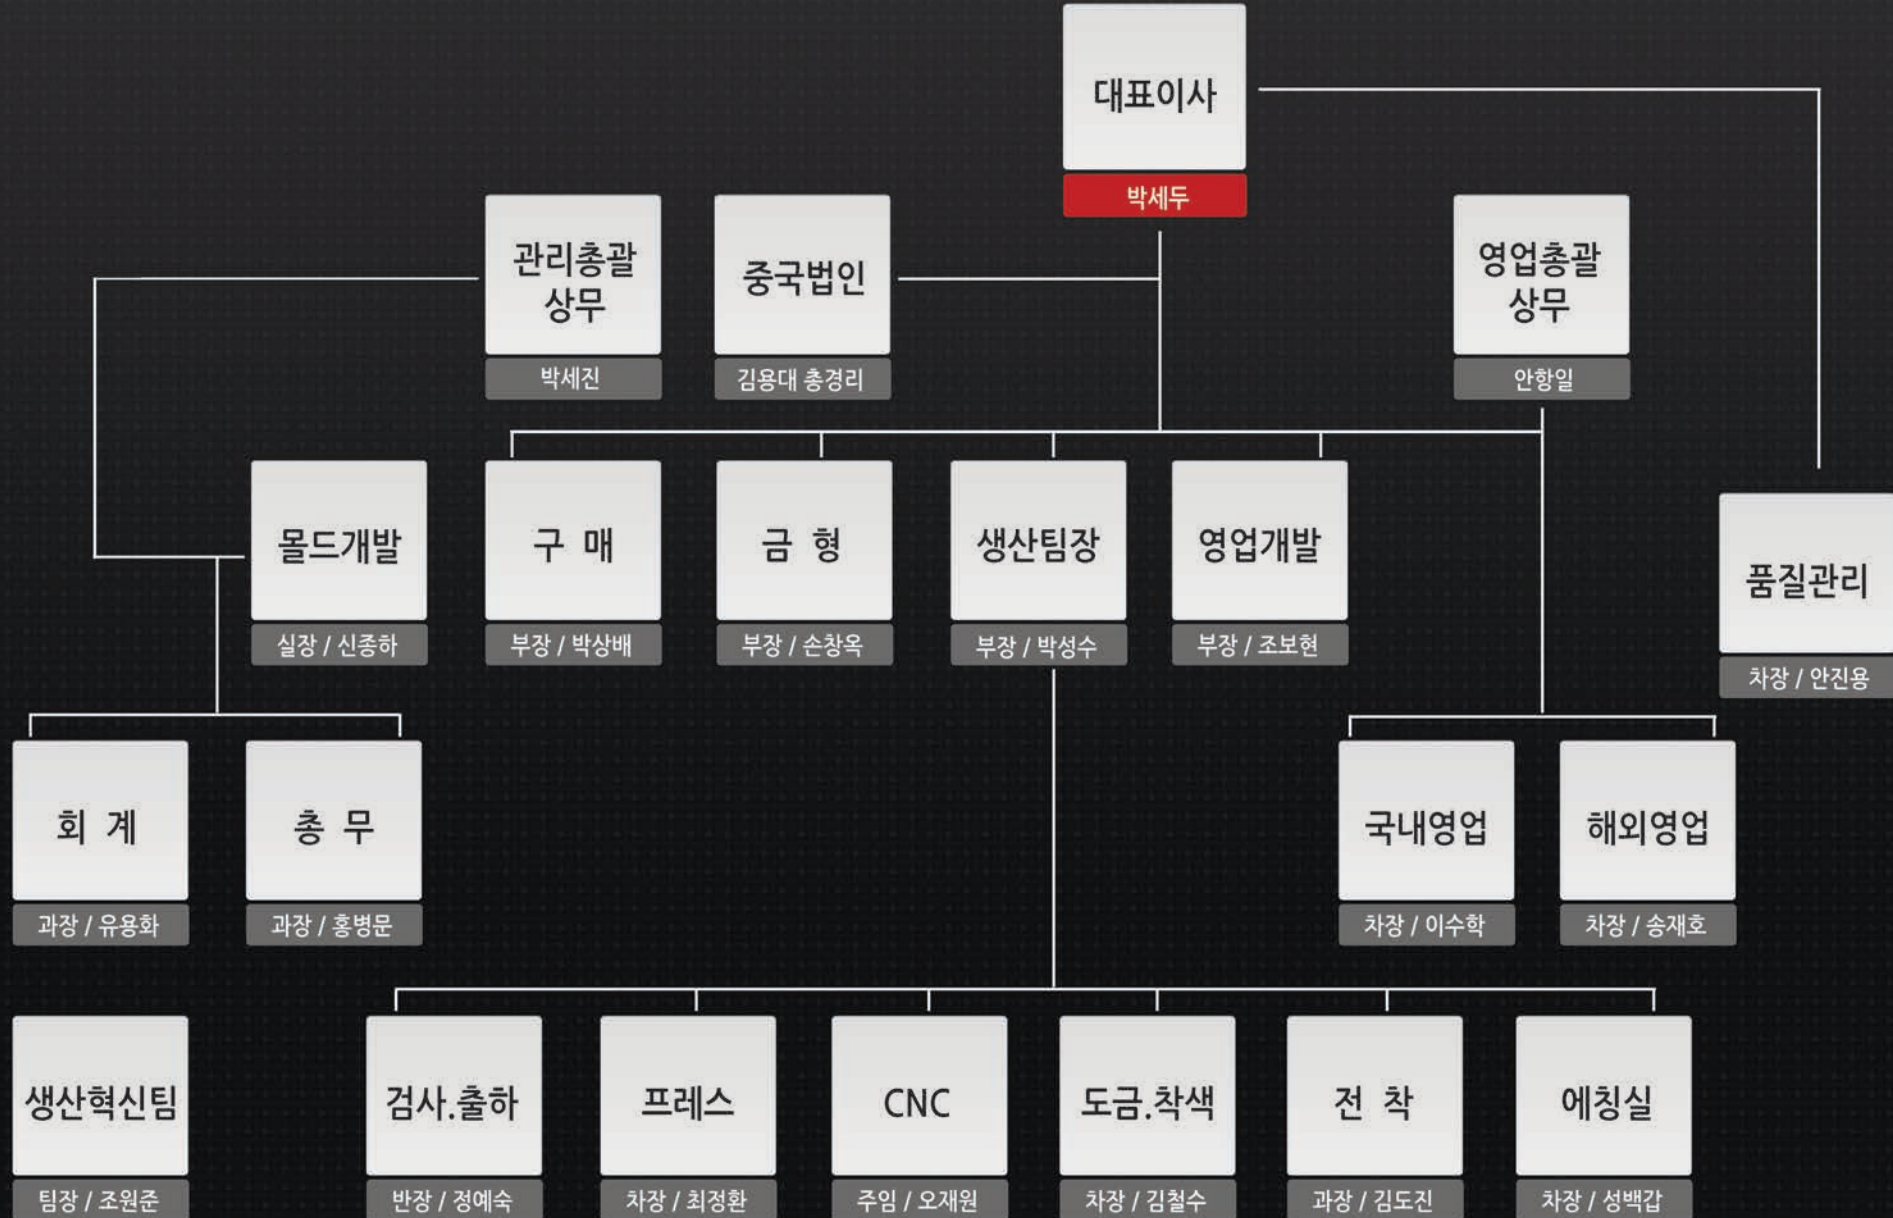 대표이사
박세두
관리총괄
상무
박세진
중국법인
김용대 총경리
영업총괄
상무
안항일
몰드개발
실장 / 신종하
구 매
부장 / 박상배
금 형
부장 / 손창옥
생산팀장
부장 / 박성수
영업개발
부장 / 조보현
품질관리
차장 / 안진용
회 계
과장 / 유용화
총 무
과장 / 홍병문
국내영업
차장 / 이수학
해외영업
차장 / 송재호
생산혁신팀
팀장 / 조원준
검사.출하
반장 / 정예숙
프레스
차장 / 최정환
CNC
주임 / 오재원
도금.착색
차장 / 김철수
전 착
과장 / 김도진
에칭실
차장 / 성백갑